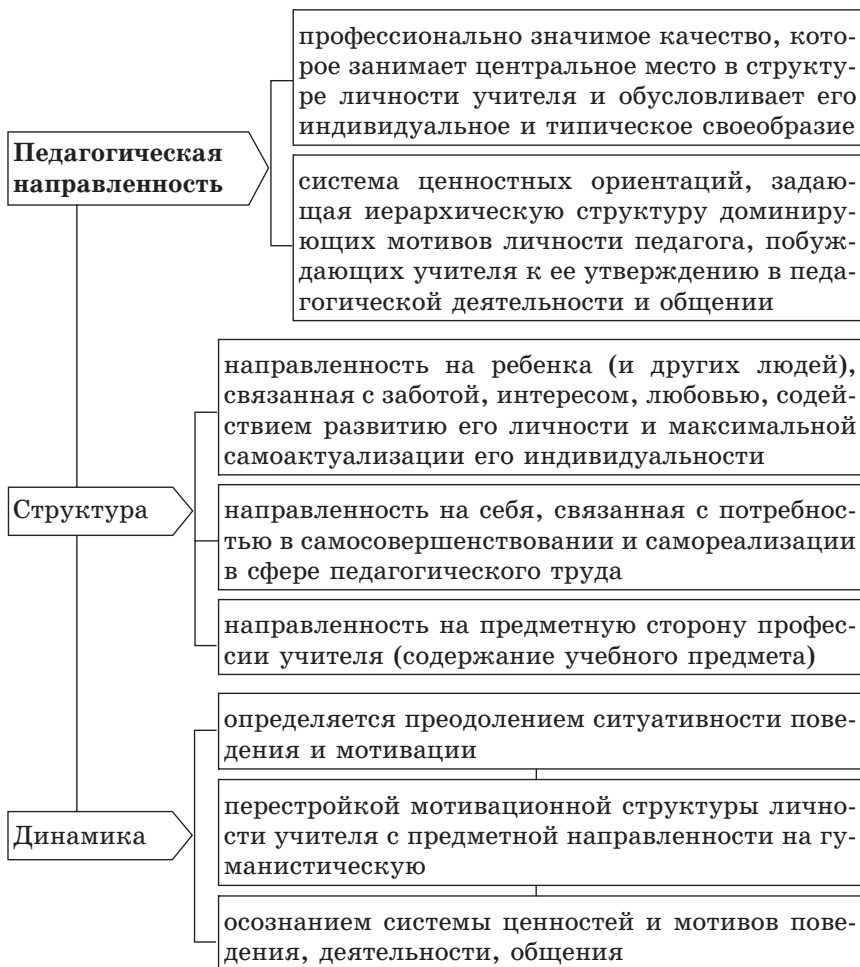 Педагогическая
направленность
профессионально значимое качество, кото-
рое занимает центральное место в структу-
ре личности учителя и обусловливает его
индивидуальное и типическое своеобразие
система ценностных ориентаций, задаю-
щая иерархическую структуру доминиру-
ющих мотивов личности педагога, побуж-
дающих учителя к ее утверждению в педа-
гогической деятельности и общении
Структура
направленность на ребенка (и других людей),
связанная с заботой, интересом, любовью, содей-
ствием развитию его личности и максимальной
самоактуализации его индивидуальности
направленность на себя, связанная с потребнос-
тью в самосовершенствовании и самореализации
в сфере педагогического труда
направленность на предметную сторону профес-
сии учителя (содержание учебного предмета)
Динамика
определяется преодолением ситуативности пове-
дения и мотивации
перестройкой мотивационной структуры лично-
сти учителя с предметной направленности на гу-
манистическую
осознанием системы ценностей и мотивов пове-
дения, деятельности, общения